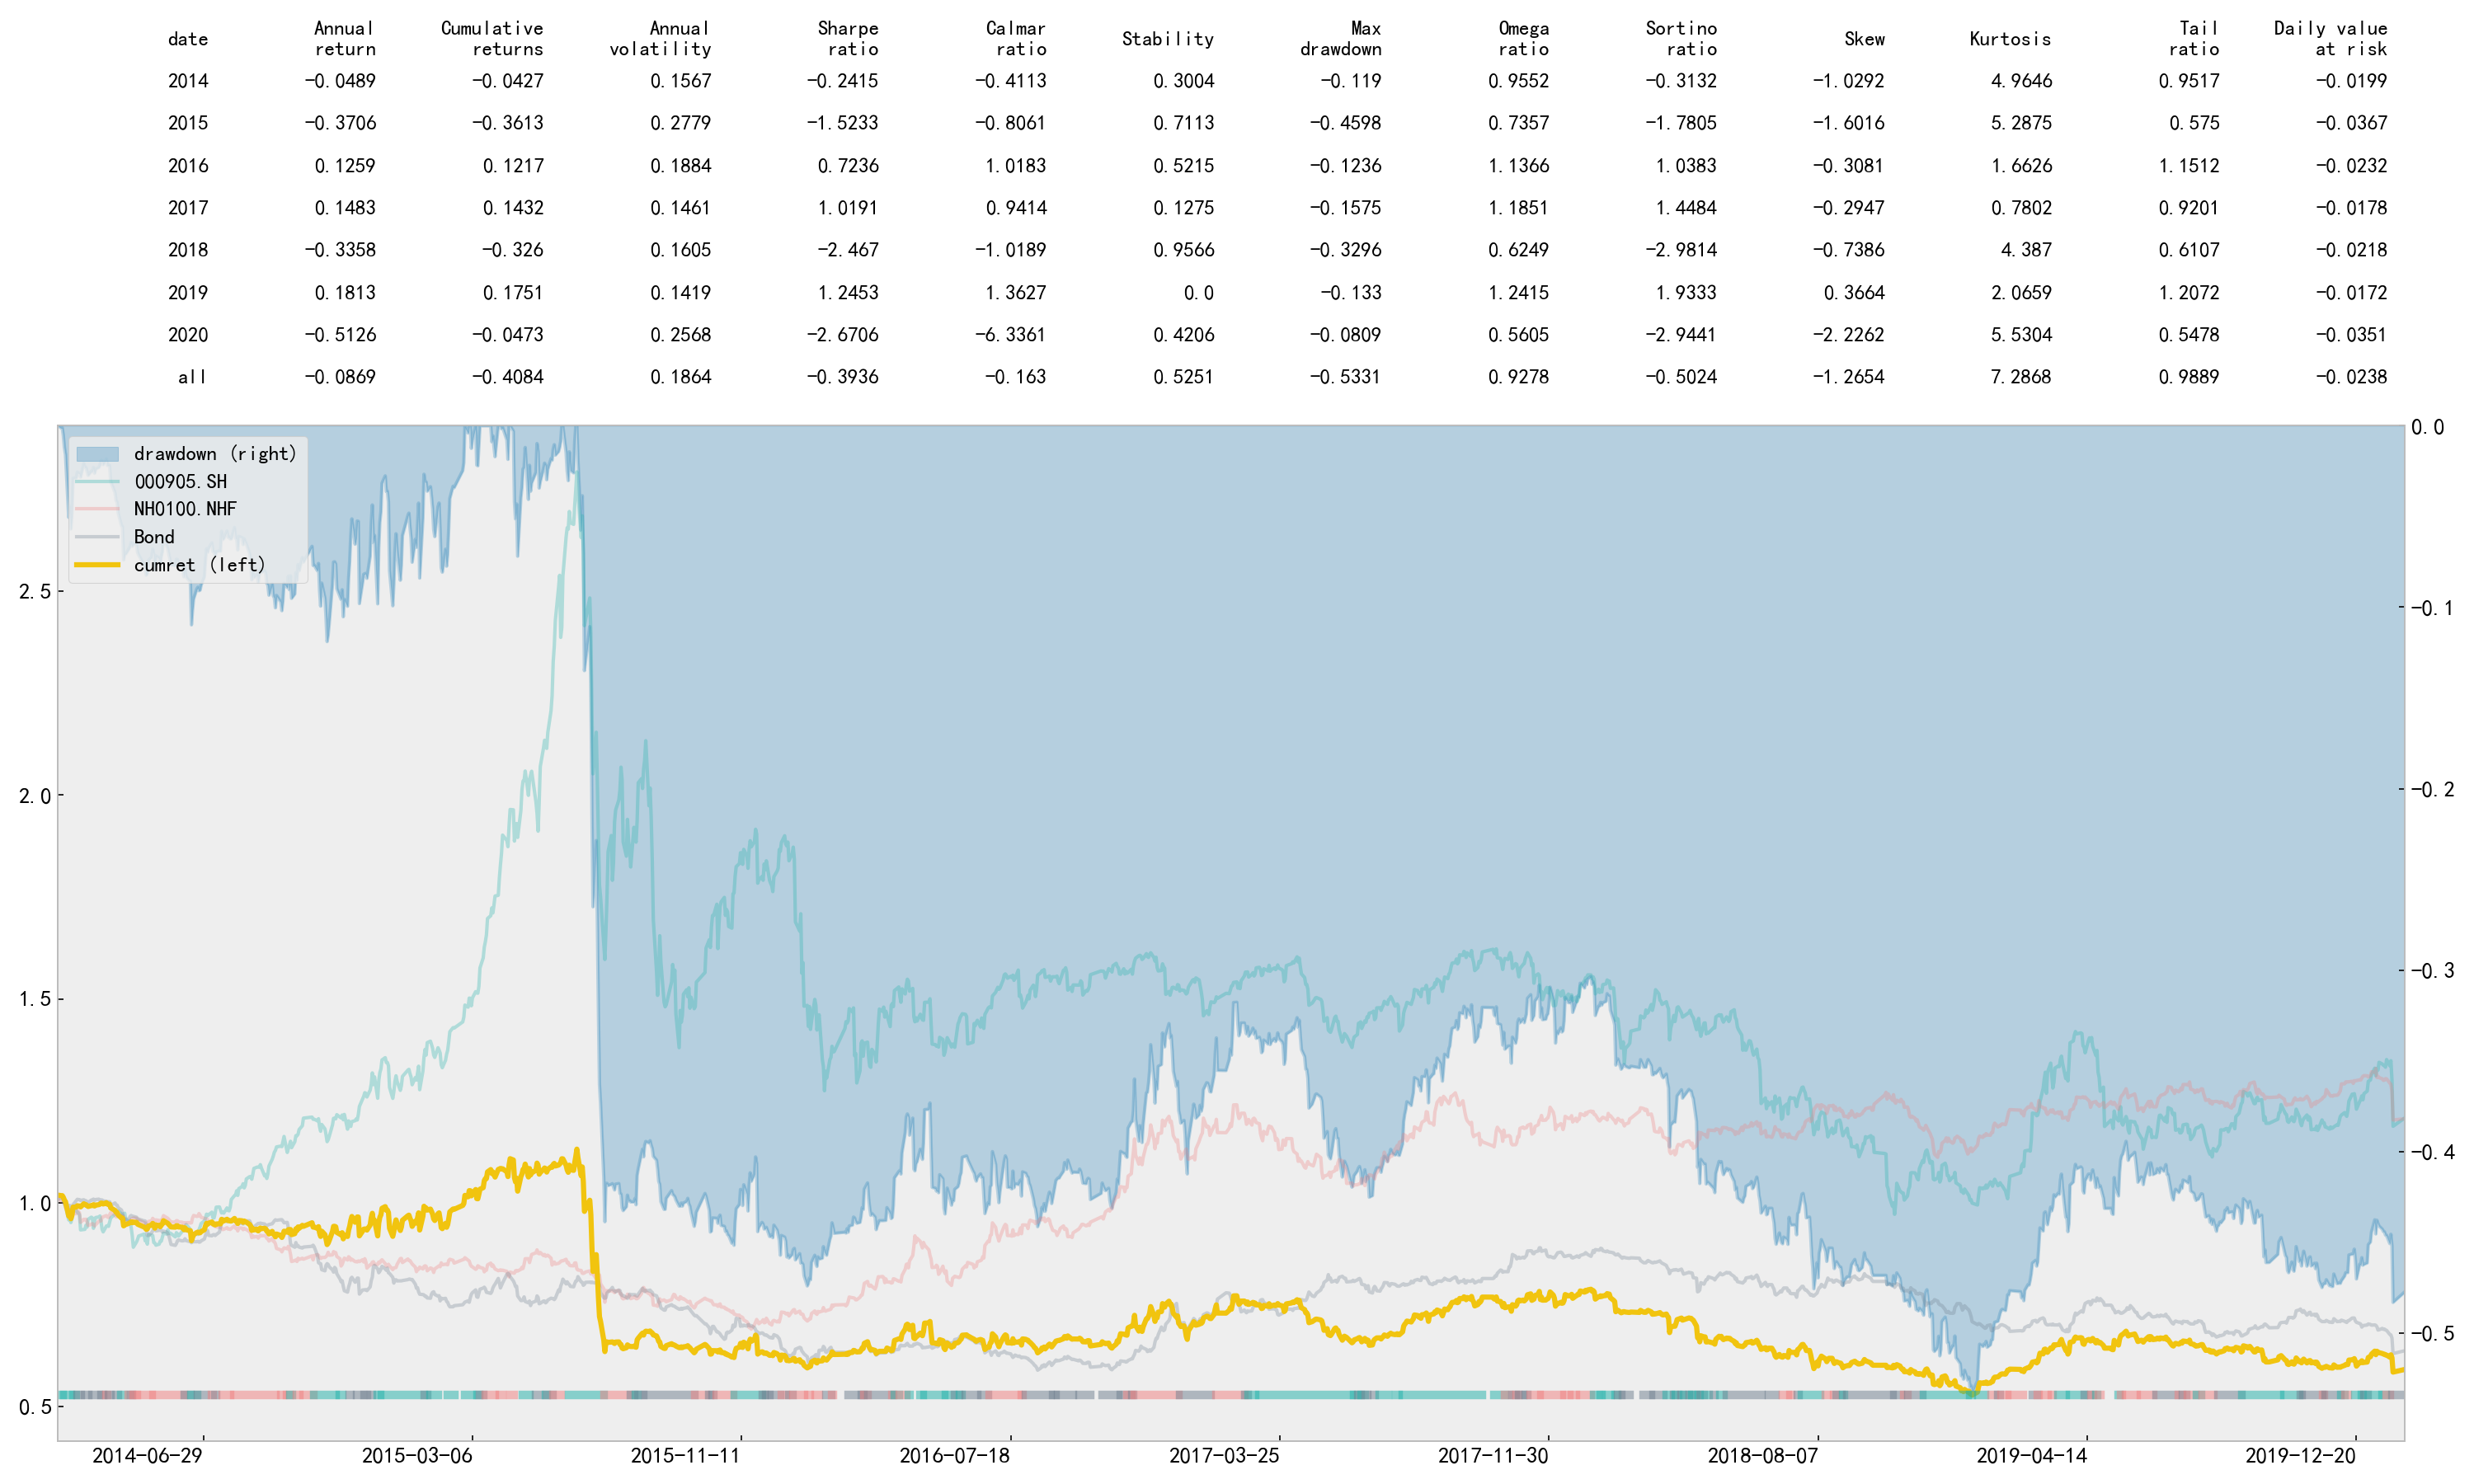 date Annual return Cumulative returns Annual volatility Sharpe ratio Calmar ratio Stability Max drawdown Omega ratio Sortino ratio Skew Kurtosis Tail ratio Daily value at risk
2014 -0.0489 -0.0427 0.1567 -0.2415 -0.4113 0.3004 -0.119 0.9552 -0.3132 -1.0292 4.9646 0.9517 -0.0199
2015 -0.3706 -0.3613 0.2779 -1.5233 -0.8061 0.7113 -0.4598 0.7357 -1.7805 -1.6016 5.2875 0.575 -0.0367
2016 0.1259 0.1217 0.1884 0.7236 1.0183 0.5215 -0.1236 1.1366 1.0383 -0.3081 1.6626 1.1512 -0.0232
2017 0.1483 0.1432 0.1461 1.0191 0.9414 0.1275 -0.1575 1.1851 1.4484 -0.2947 0.7802 0.9201 -0.0178
2018 -0.3358 -0.326 0.1605 -2.467 -1.0189 0.9566 -0.3296 0.6249 -2.9814 -0.7386 4.387 0.6107 -0.0218
2019 0.1813 0.1751 0.1419 1.2453 1.3627 0.0 -0.133 1.2415 1.9333 0.3664 2.0659 1.2072 -0.0172
2020 -0.5126 -0.0473 0.2568 -2.6706 -6.3361 0.4206 -0.0809 0.5605 -2.9441 -2.2262 5.5304 0.5478 -0.0351
all -0.0869 -0.4084 0.1864 -0.3936 -0.163 0.5251 -0.5331 0.9278 -0.5024 -1.2654 7.2868 0.9889 -0.0238
drawdown (right)
000905.SH
NH0100.NHF
Bond
cumret (left)
2.5
2.0
1.5
1.0
0.5
0.0
-0.1
-0.2
-0.3
-0.4
-0.5
2014-06-29 2015-03-06 2015-11-11 2016-07-18 2017-03-25 2017-11-30 2018-08-07 2019-04-14 2019-12-20